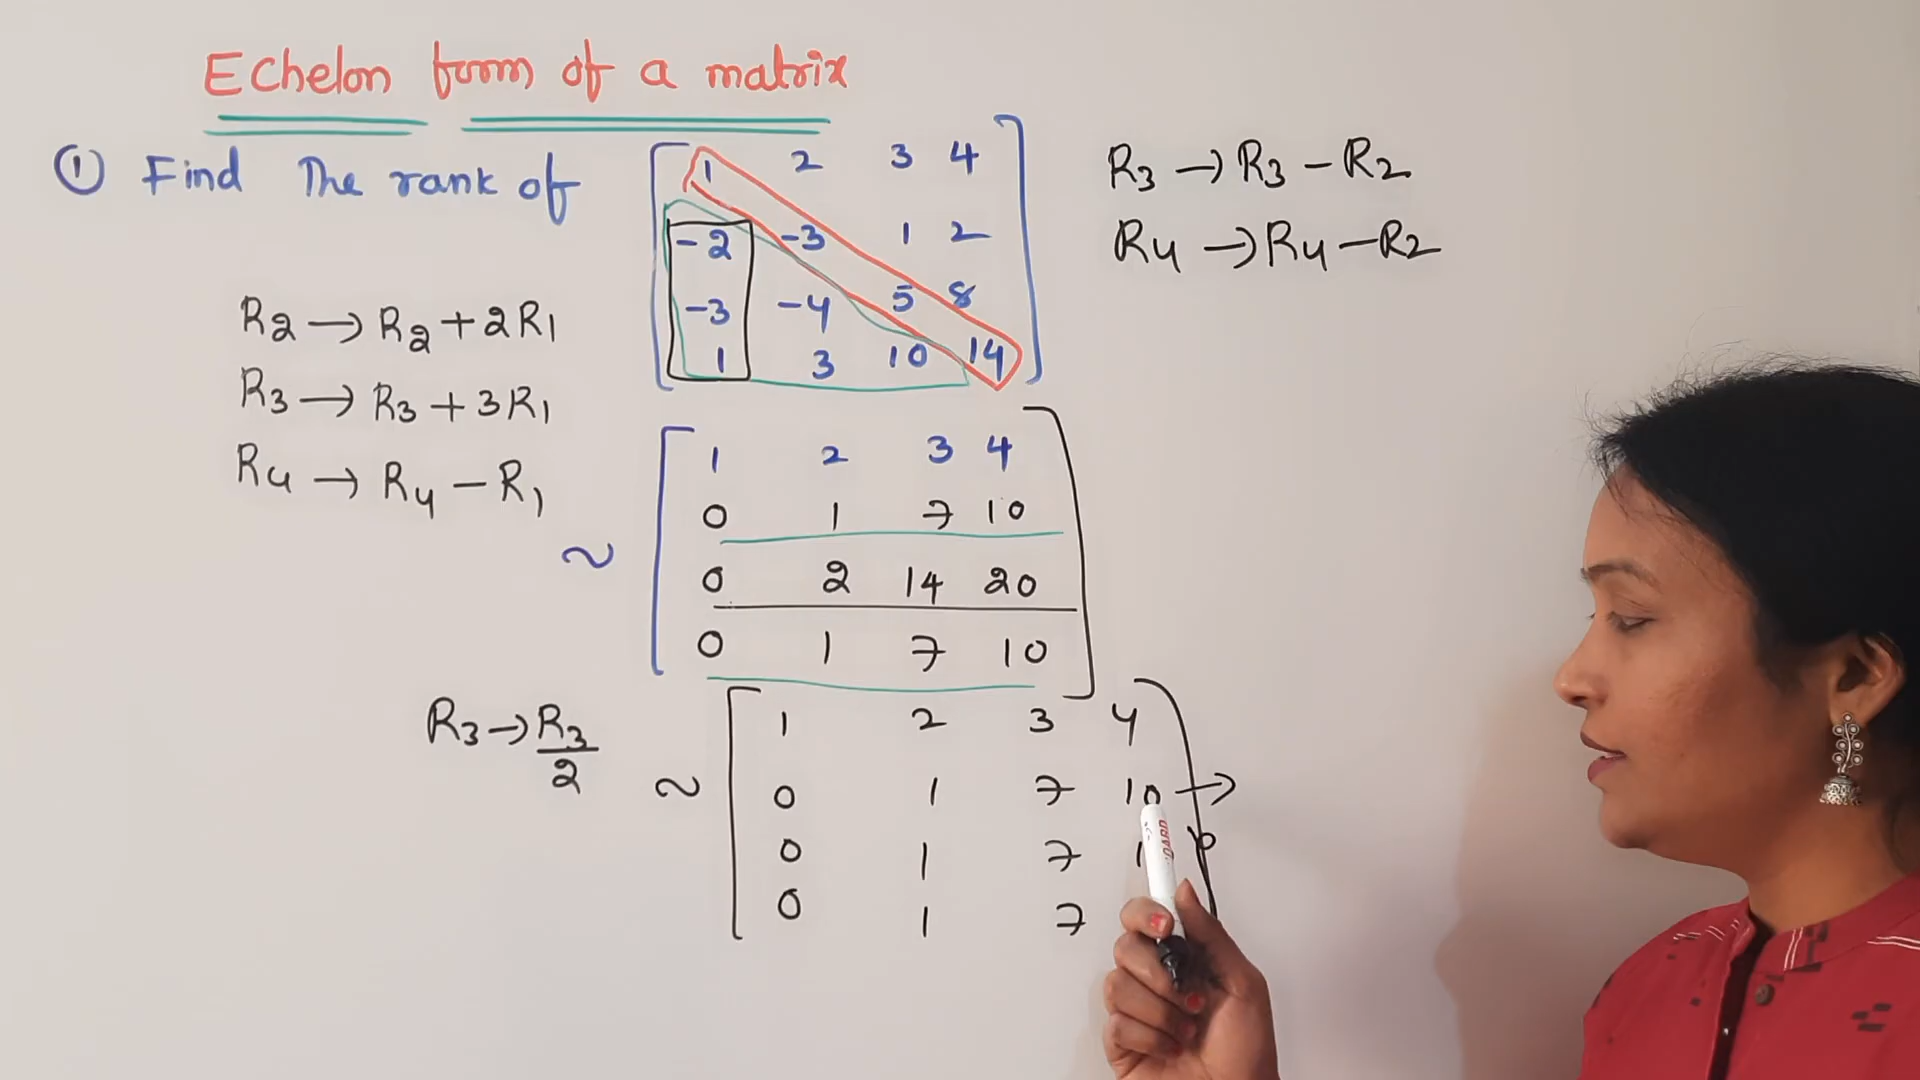 Echelon form of a matrix
① Find The rank of
1 2 3 4
-2 -3 1 2
-3 -4 5 8
1 3 10 14
R3 → R3 - R2
R4 → R4 - R2
R2 → R2 + 2R1
R3 → R3 + 3R1
R4 → R4 - R1
~
1 2 3 4
0 1 7 10
0 2 14 20
0 1 7 10
R3 → R3/2
~
1 2 3 4
0 1 7 10 →
0 1 7 10
0 1 7